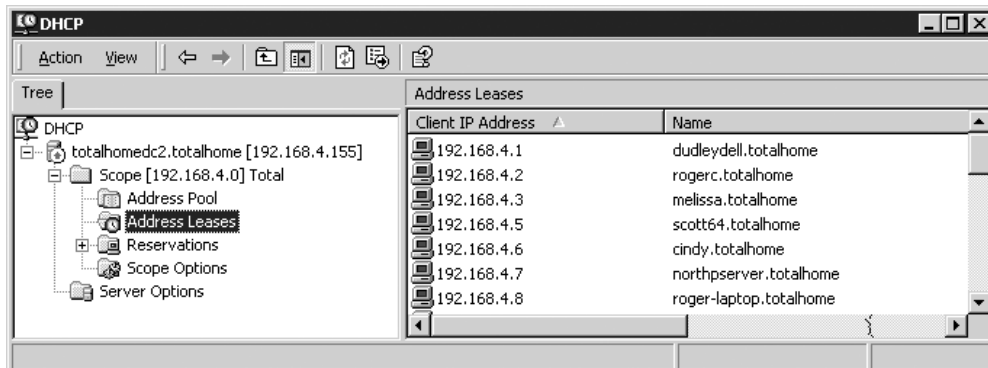 DHCP
Action View
Tree
DHCP
totalhomedc2.totalhome [192.168.4.155]
Scope [192.168.4.0] Total
Address Pool
Address Leases
Reservations
Scope Options
Server Options
Address Leases
Client IP Address Name
192.168.4.1 dudleydell.totalhome
192.168.4.2 rogerc.totalhome
192.168.4.3 melissa.totalhome
192.168.4.5 scott64.totalhome
192.168.4.6 cindy.totalhome
192.168.4.7 northpserver.totalhome
192.168.4.8 roger-laptop.totalhome